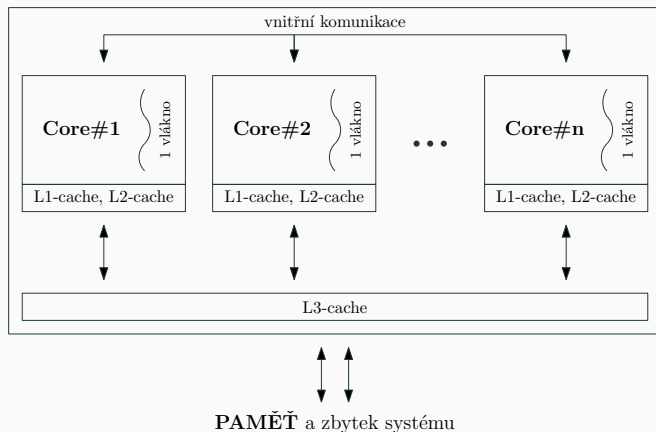 vnitřní komunikace
Core#1
1 vlákno
L1-cache, L2-cache
Core#2
1 vlákno
L1-cache, L2-cache
...
Core#n
1 vlákno
L1-cache, L2-cache
L3-cache
PAMĚŤ a zbytek systému